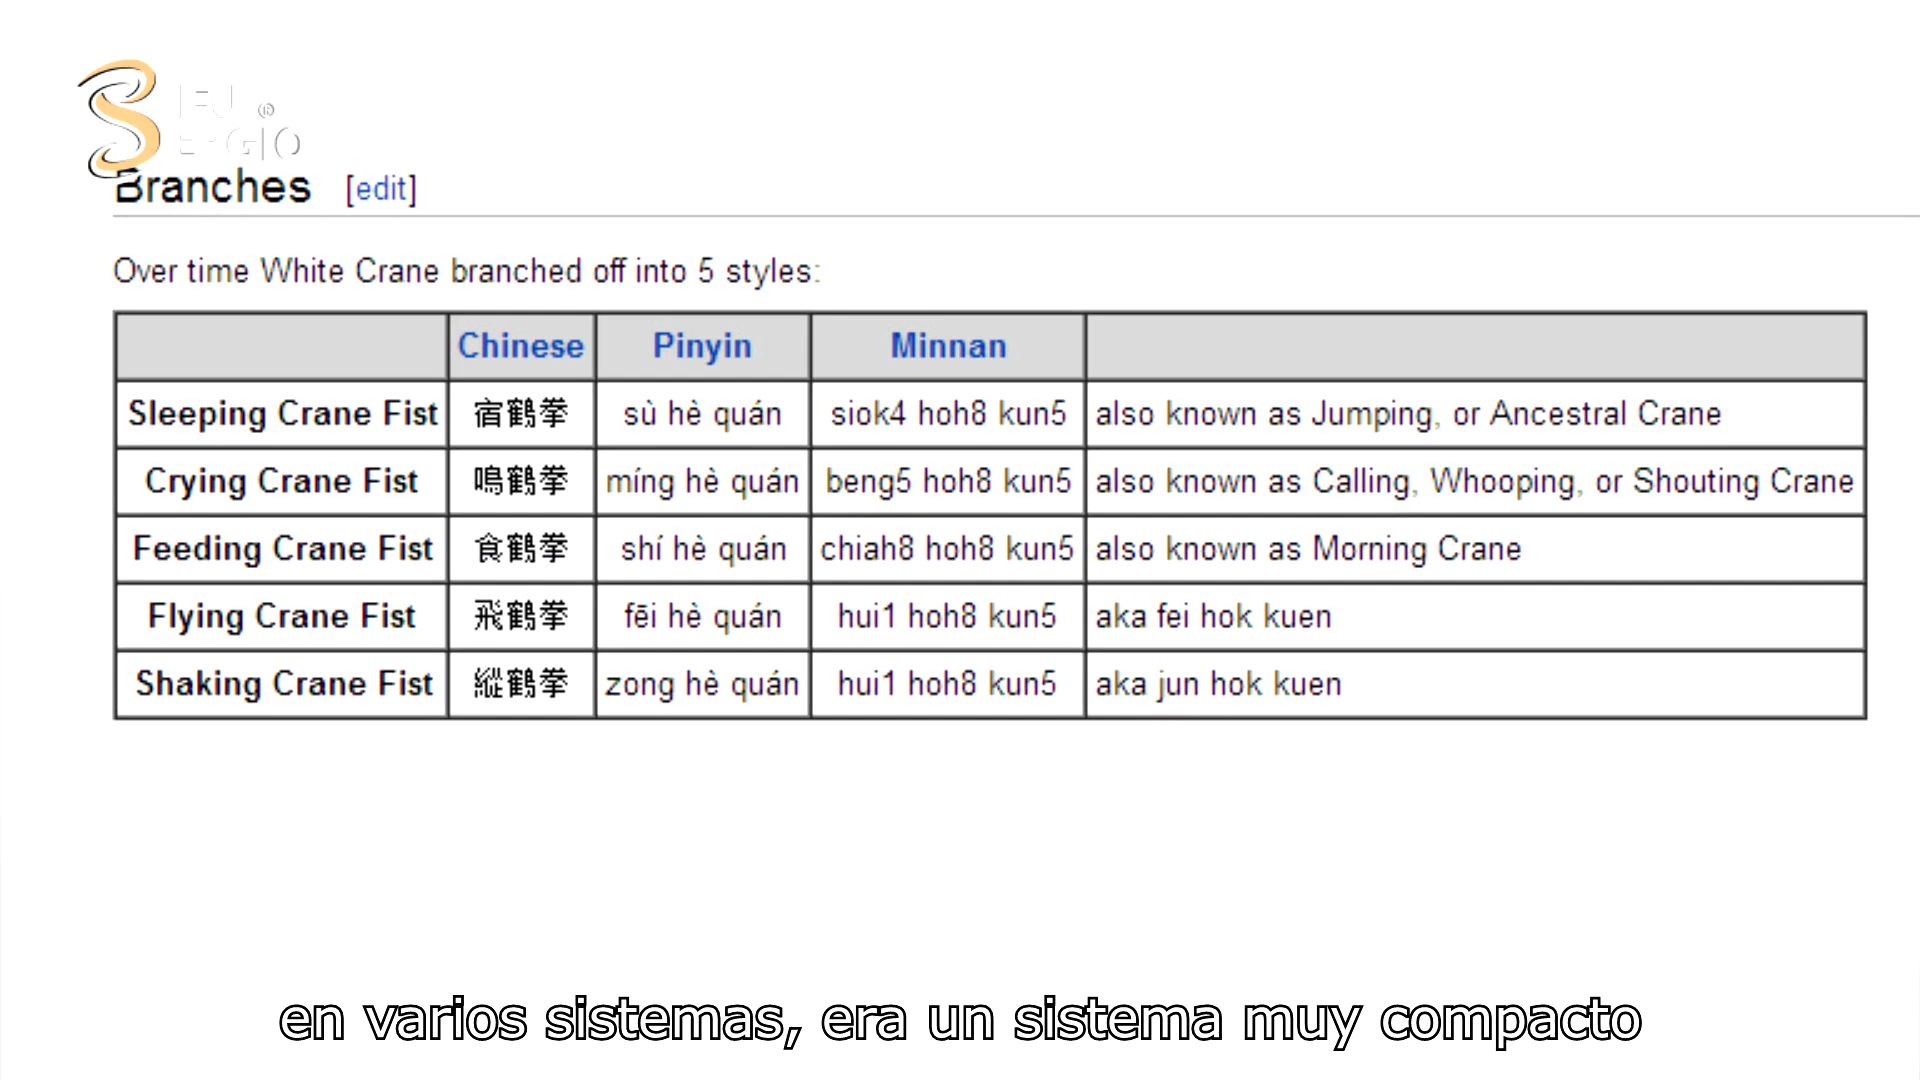 Branches [edit]
Over time White Crane branched off into 5 styles:
Chinese Pinyin Minnan
Sleeping Crane Fist 宿鶴拳 sù hè quán siok4 hoh8 kun5 also known as Jumping, or Ancestral Crane
Crying Crane Fist 鳴鶴拳 míng hè quán beng5 hoh8 kun5 also known as Calling, Whooping, or Shouting Crane
Feeding Crane Fist 食鶴拳 shí hè quán chiah8 hoh8 kun5 also known as Morning Crane
Flying Crane Fist 飛鶴拳 fēi hè quán hui1 hoh8 kun5 aka fei hok kuen
Shaking Crane Fist 縱鶴拳 zong hè quán hui1 hoh8 kun5 aka jun hok kuen
en varios sistemas, era un sistema muy compacto